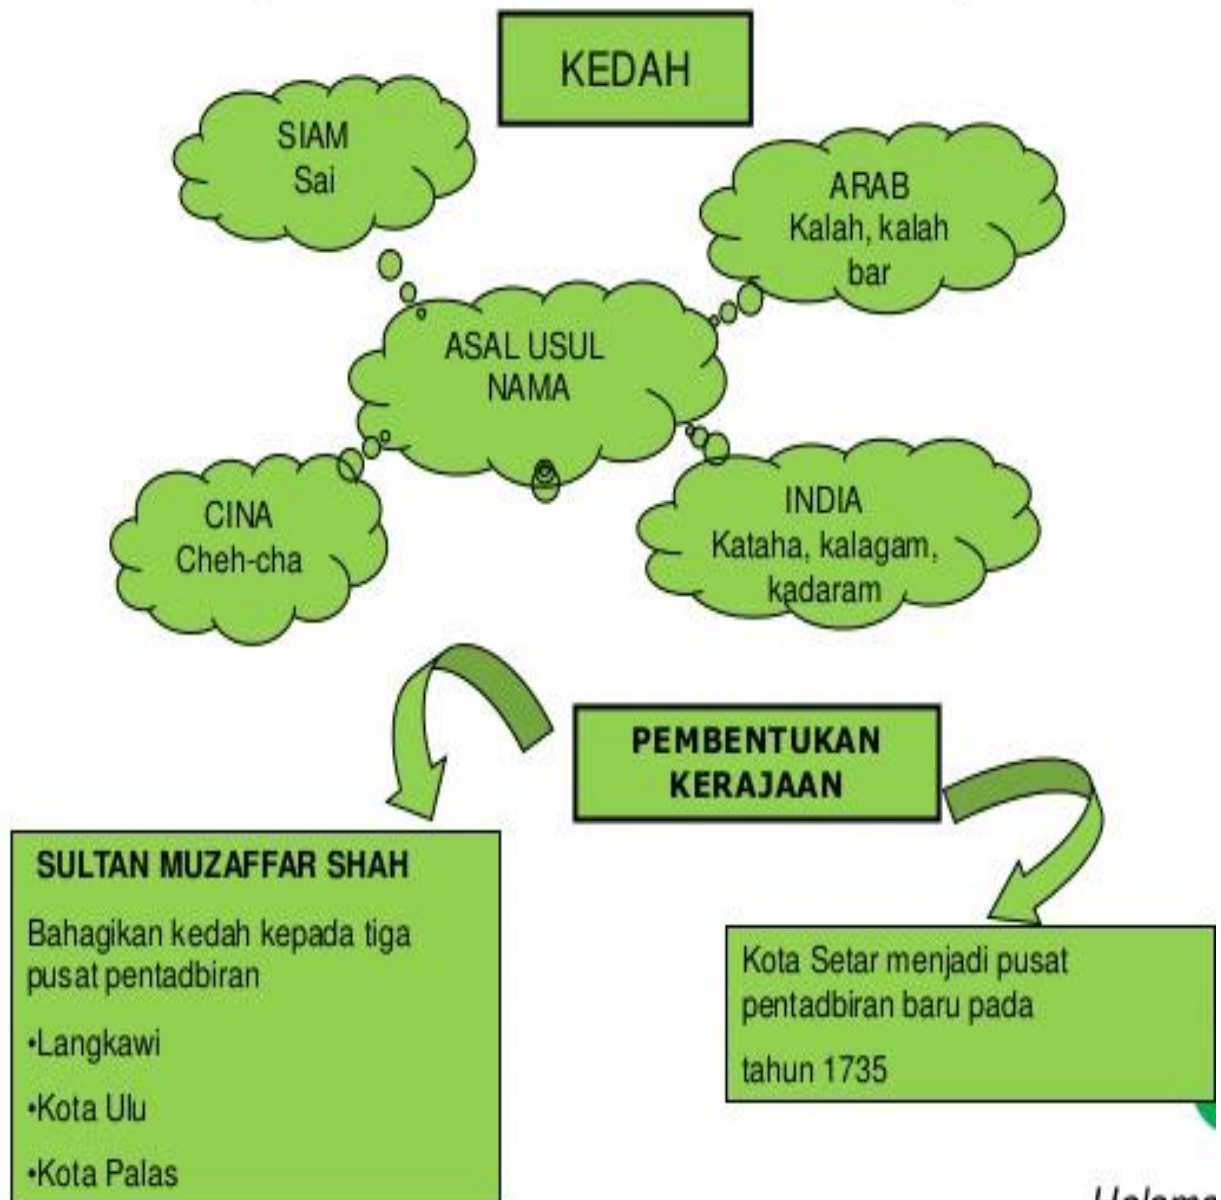 KEDAH
SIAM
Sai
ARAB
Kalah, kalah
bar
ASAL USUL
NAMA
CINA
Cheh-cha
INDIA
Kataha, kalagam,
kadaram
PEMBENTUKAN
KERAJAAN
SULTAN MUZAFFAR SHAH
Bahagikan kedah kepada tiga
pusat pentadbiran
•Langkawi
•Kota Ulu
•Kota Palas
Kota Setar menjadi pusat
pentadbiran baru pada
tahun 1735